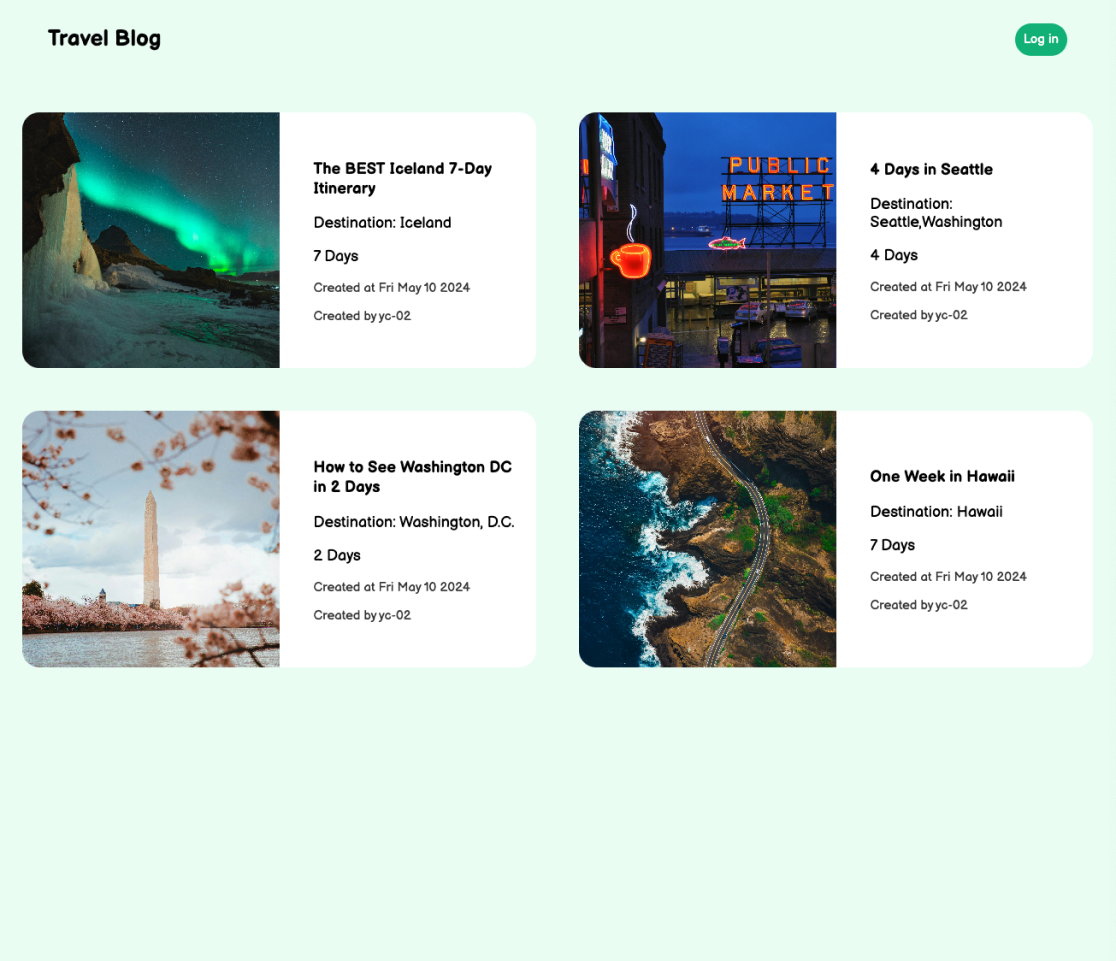 Travel Blog
Log in
The BEST Iceland 7-Day
Itinerary
Destination: Iceland
7 Days
Created at Fri May 10 2024
Created by yc-02
PUBLIC
MARKET
4 Days in Seattle
Destination:
Seattle,Washington
4 Days
Created at Fri May 10 2024
Created by yc-02
How to See Washington DC
in 2 Days
Destination: Washington, D.C.
2 Days
Created at Fri May 10 2024
Created by yc-02
One Week in Hawaii
Destination: Hawaii
7 Days
Created at Fri May 10 2024
Created by yc-02